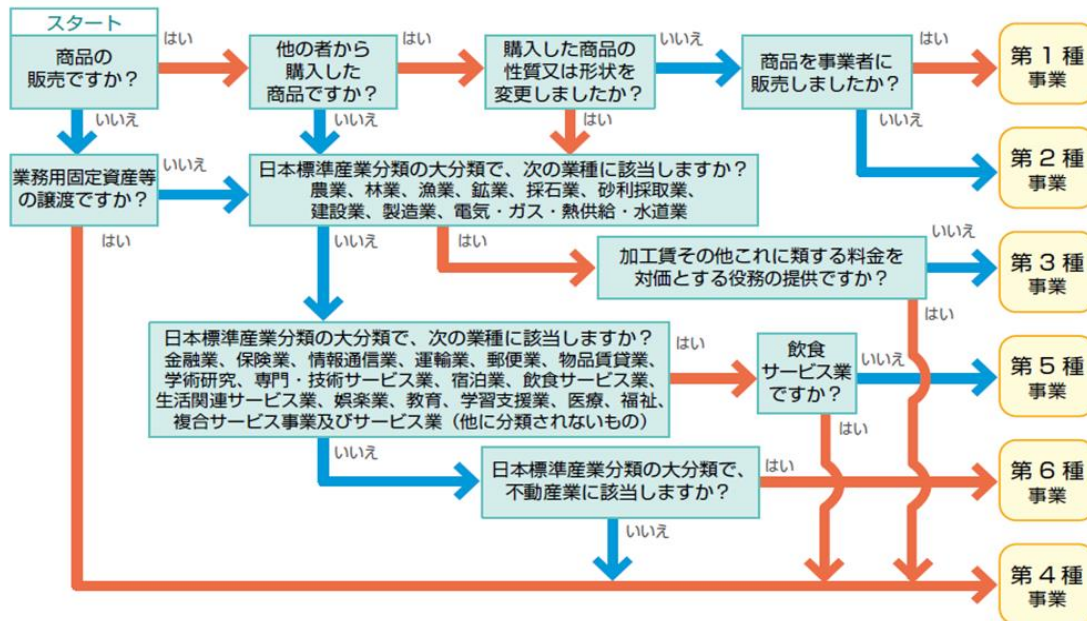 スタート
商品の
販売ですか？
はい
他の者から
購入した
商品ですか？
はい
購入した商品の
性質又は形状を
変更しましたか？
いいえ
商品を事業者に
販売しましたか？
はい
第1種
事業
いいえ
いいえ
はい
いいえ
第2種
事業
業務用固定資産等
の譲渡ですか？
いいえ
日本標準産業分類の大分類で、次の業種に該当しますか？
農業、林業、漁業、鉱業、採石業、砂利採取業、
建設業、製造業、電気・ガス・熱供給・水道業
はい
いいえ
はい
加工賃その他これに類する料金を
対価とする役務の提供ですか？
いいえ
第3種
事業
はい
日本標準産業分類の大分類で、次の業種に該当しますか？
金融業、保険業、情報通信業、運輸業、郵便業、物品賃貸業、
学術研究、専門・技術サービス業、宿泊業、飲食サービス業、
生活関連サービス業、娯楽業、教育、学習支援業、医療、福祉、
複合サービス事業及びサービス業（他に分類されないもの）
はい
飲食
サービス業
ですか？
いいえ
第5種
事業
いいえ
はい
日本標準産業分類の大分類で、
不動産業に該当しますか？
はい
第6種
事業
いいえ
第4種
事業